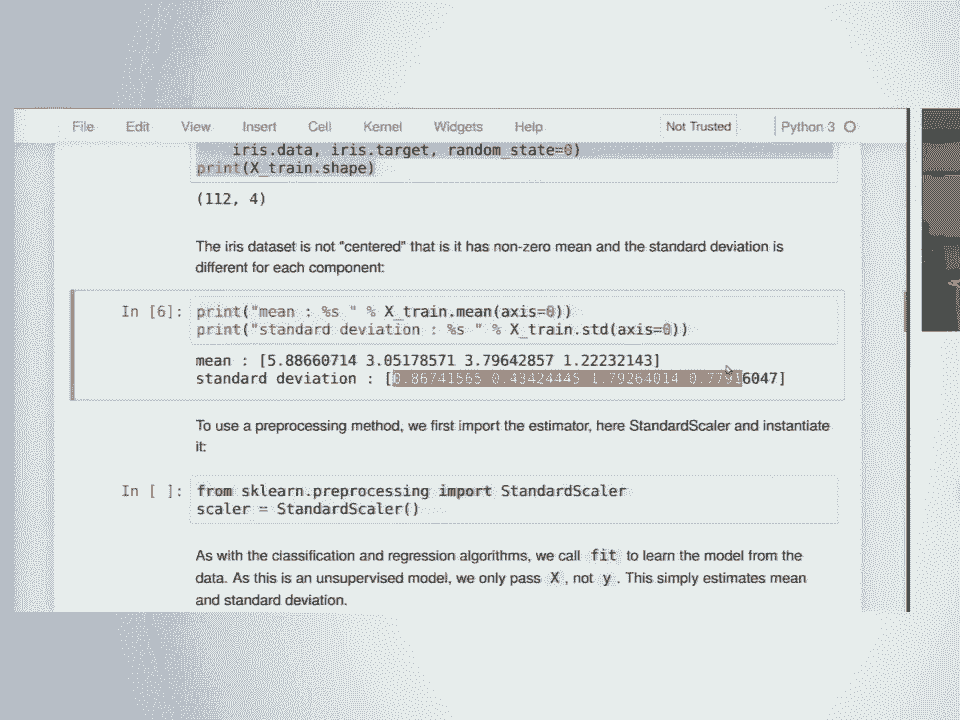 File Edit View Insert Cell Kernel Widgets Help Not Trusted Python 3
iris.data, iris.target, random_state=0)
print(X_train.shape)
(112, 4)
The iris dataset is not "centered" that is it has non-zero mean and the standard deviation is
different for each component:
In [6]: print("mean : %s " % X_train.mean(axis=0))
print("standard deviation : %s " % X_train.std(axis=0))
mean : [5.88660714 3.05178571 3.79642857 1.22232143]
standard deviation : [0.86741565 0.43424445 1.79264014 0.77916047]
To use a preprocessing method, we first import the estimator, here StandardScaler and instantiate
it:
In [ ]: from sklearn.preprocessing import StandardScaler
scaler = StandardScaler()
As with the classification and regression algorithms, we call fit to learn the model from the
data. As this is an unsupervised model, we only pass X , not y . This simply estimates mean
and standard deviation.